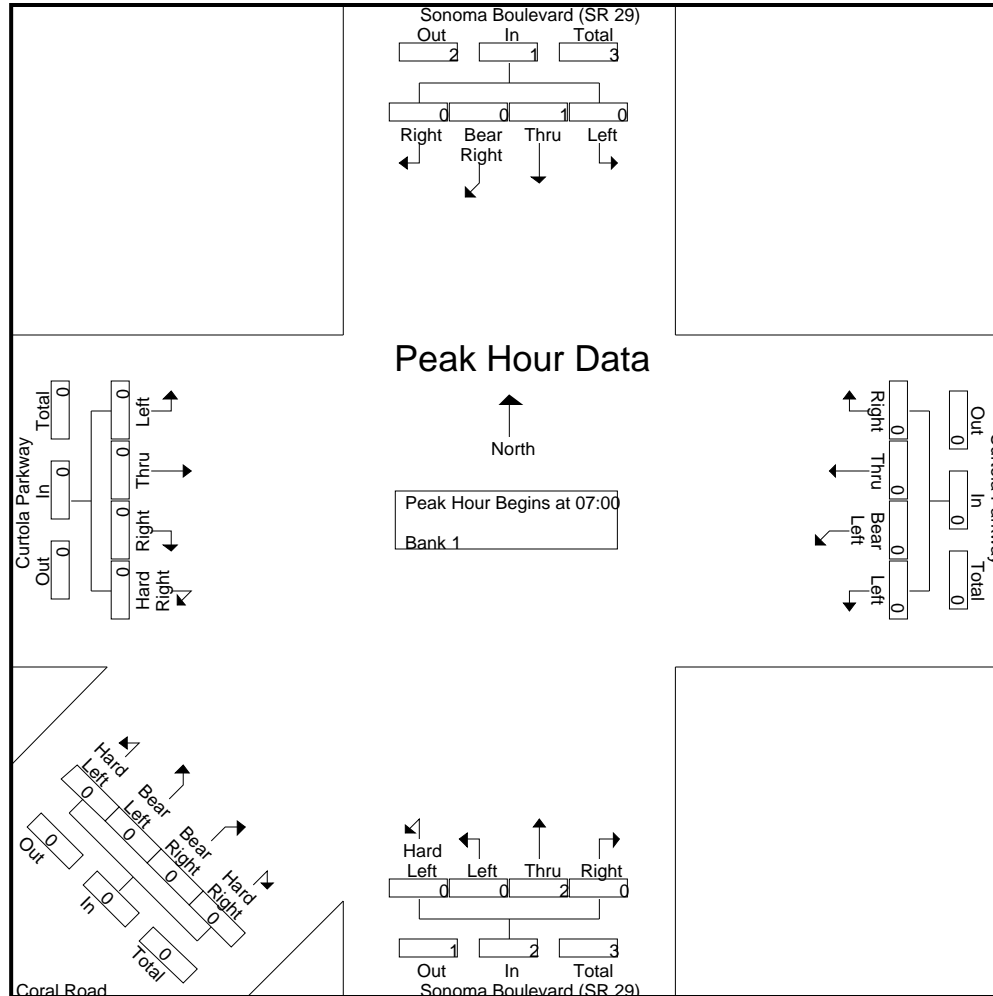 Sonoma Boulevard (SR 29)
Out In Total
2 1 3
0 0 1 0
Right Bear Right Thru Left
Peak Hour Data
North
Peak Hour Begins at 07:00
Bank 1
Curtola Parkway
Total In Out
0 0 0
0 0 0 0
Left Thru Right Hard Right
Right Thru Bear Left Left
0 0 0 0
Out In Total
0 0 0
Hard Left Bear Left Bear Right Hard Right
0 0 0 0
Out In Total
0 0 0
Coral Road
Hard Left Left Thru Right
0 0 2 0
1 2 3
Out In Total
Sonoma Boulevard (SR 29)